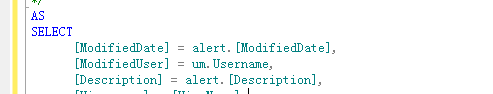 */
AS
SELECT
[ModifiedDate] = alert.[ModifiedDate],
[ModifiedUser] = um.Username,
[Description] = alert.[Description],